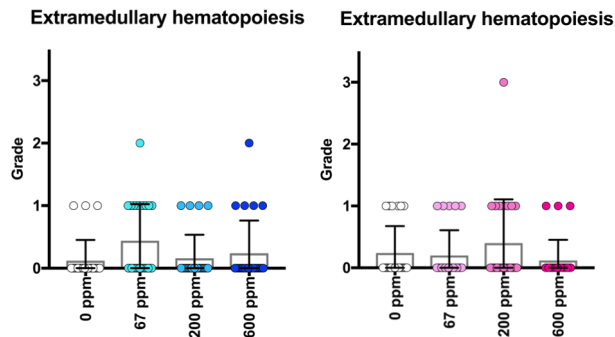 Extramedullary hematopoiesis
Grade
3
2
1
0
0 ppm
67 ppm
200 ppm
600 ppm
Extramedullary hematopoiesis
Grade
3
2
1
0
0 ppm
67 ppm
200 ppm
600 ppm